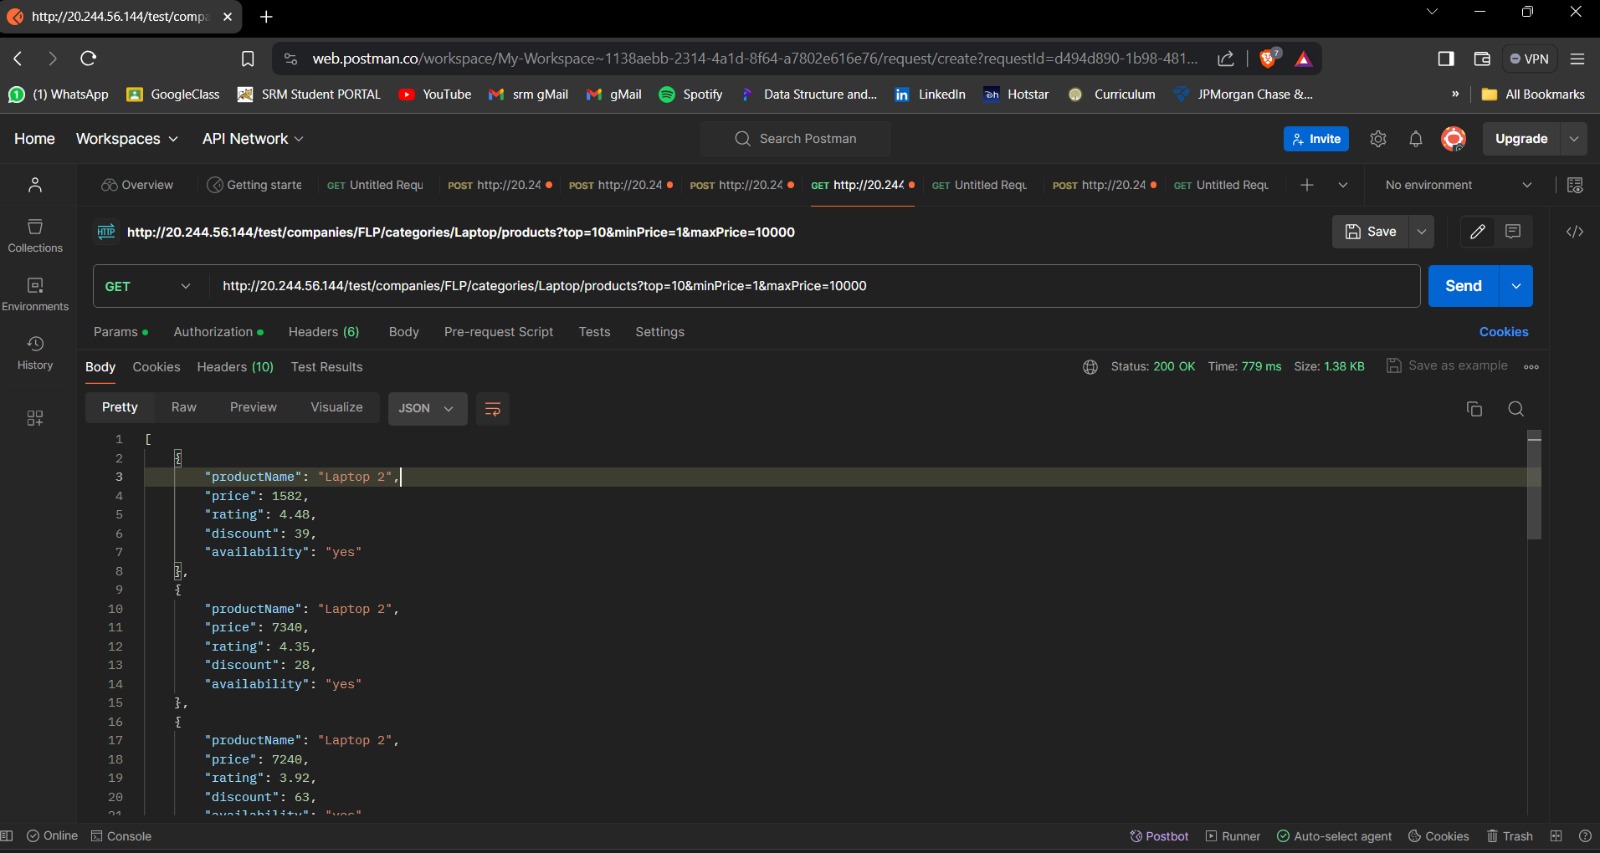 http://20.244.56.144/test/compa
web.postman.co/workspace/My-Workspace~1138aebb-2314-4a1d-8f64-a7802e616e76/request/create?requestId=d494d890-1b98-481... 7 VPN
(1) WhatsApp GoogleClass SRM Student PORTAL YouTube srm gMail gMail Spotify Data Structure and... LinkedIn Hotstar Curriculum JPMorgan Chase &... » All Bookmarks
Home Workspaces API Network Search Postman Invite Upgrade
Overview Getting starte GET Untitled Requ POST http://20.24 POST http://20.24 POST http://20.24 GET http://20.244 GET Untitled Requ POST http://20.24 GET Untitled Requ No environment
Collections
Environments
History
HTTP http://20.244.56.144/test/companies/FLP/categories/Laptop/products?top=10&minPrice=1&maxPrice=10000 Save </>
GET http://20.244.56.144/test/companies/FLP/categories/Laptop/products?top=10&minPrice=1&maxPrice=10000 Send
Params Authorization Headers (6) Body Pre-request Script Tests Settings Cookies
Body Cookies Headers (10) Test Results Status: 200 OK Time: 779 ms Size: 1.38 KB Save as example
Pretty Raw Preview Visualize JSON
1 [
2 {
3 "productName": "Laptop 2",
4 "price": 1582,
5 "rating": 4.48,
6 "discount": 39,
7 "availability": "yes"
8 },
9 {
10 "productName": "Laptop 2",
11 "price": 7340,
12 "rating": 4.35,
13 "discount": 28,
14 "availability": "yes"
15 },
16 {
17 "productName": "Laptop 2",
18 "price": 7240,
19 "rating": 3.92,
20 "discount": 63,
21 "availability": "yes"
Online Console Postbot Runner Auto-select agent Cookies Trash